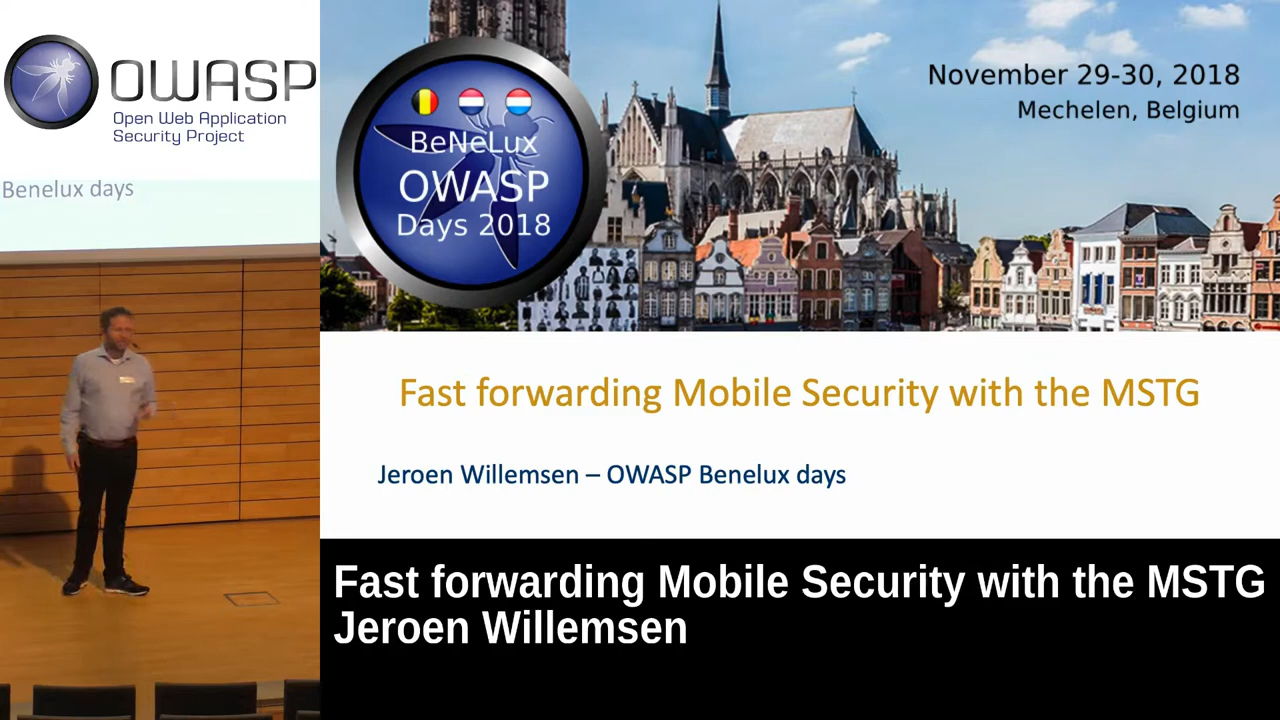 OWASP
Open Web Application
Security Project
Benelux days
November 29-30, 2018
Mechelen, Belgium
BeNeLux
OWASP
Days 2018
Fast forwarding Mobile Security with the MSTG
Jeroen Willemsen – OWASP Benelux days
Fast forwarding Mobile Security with the MSTG
Jeroen Willemsen